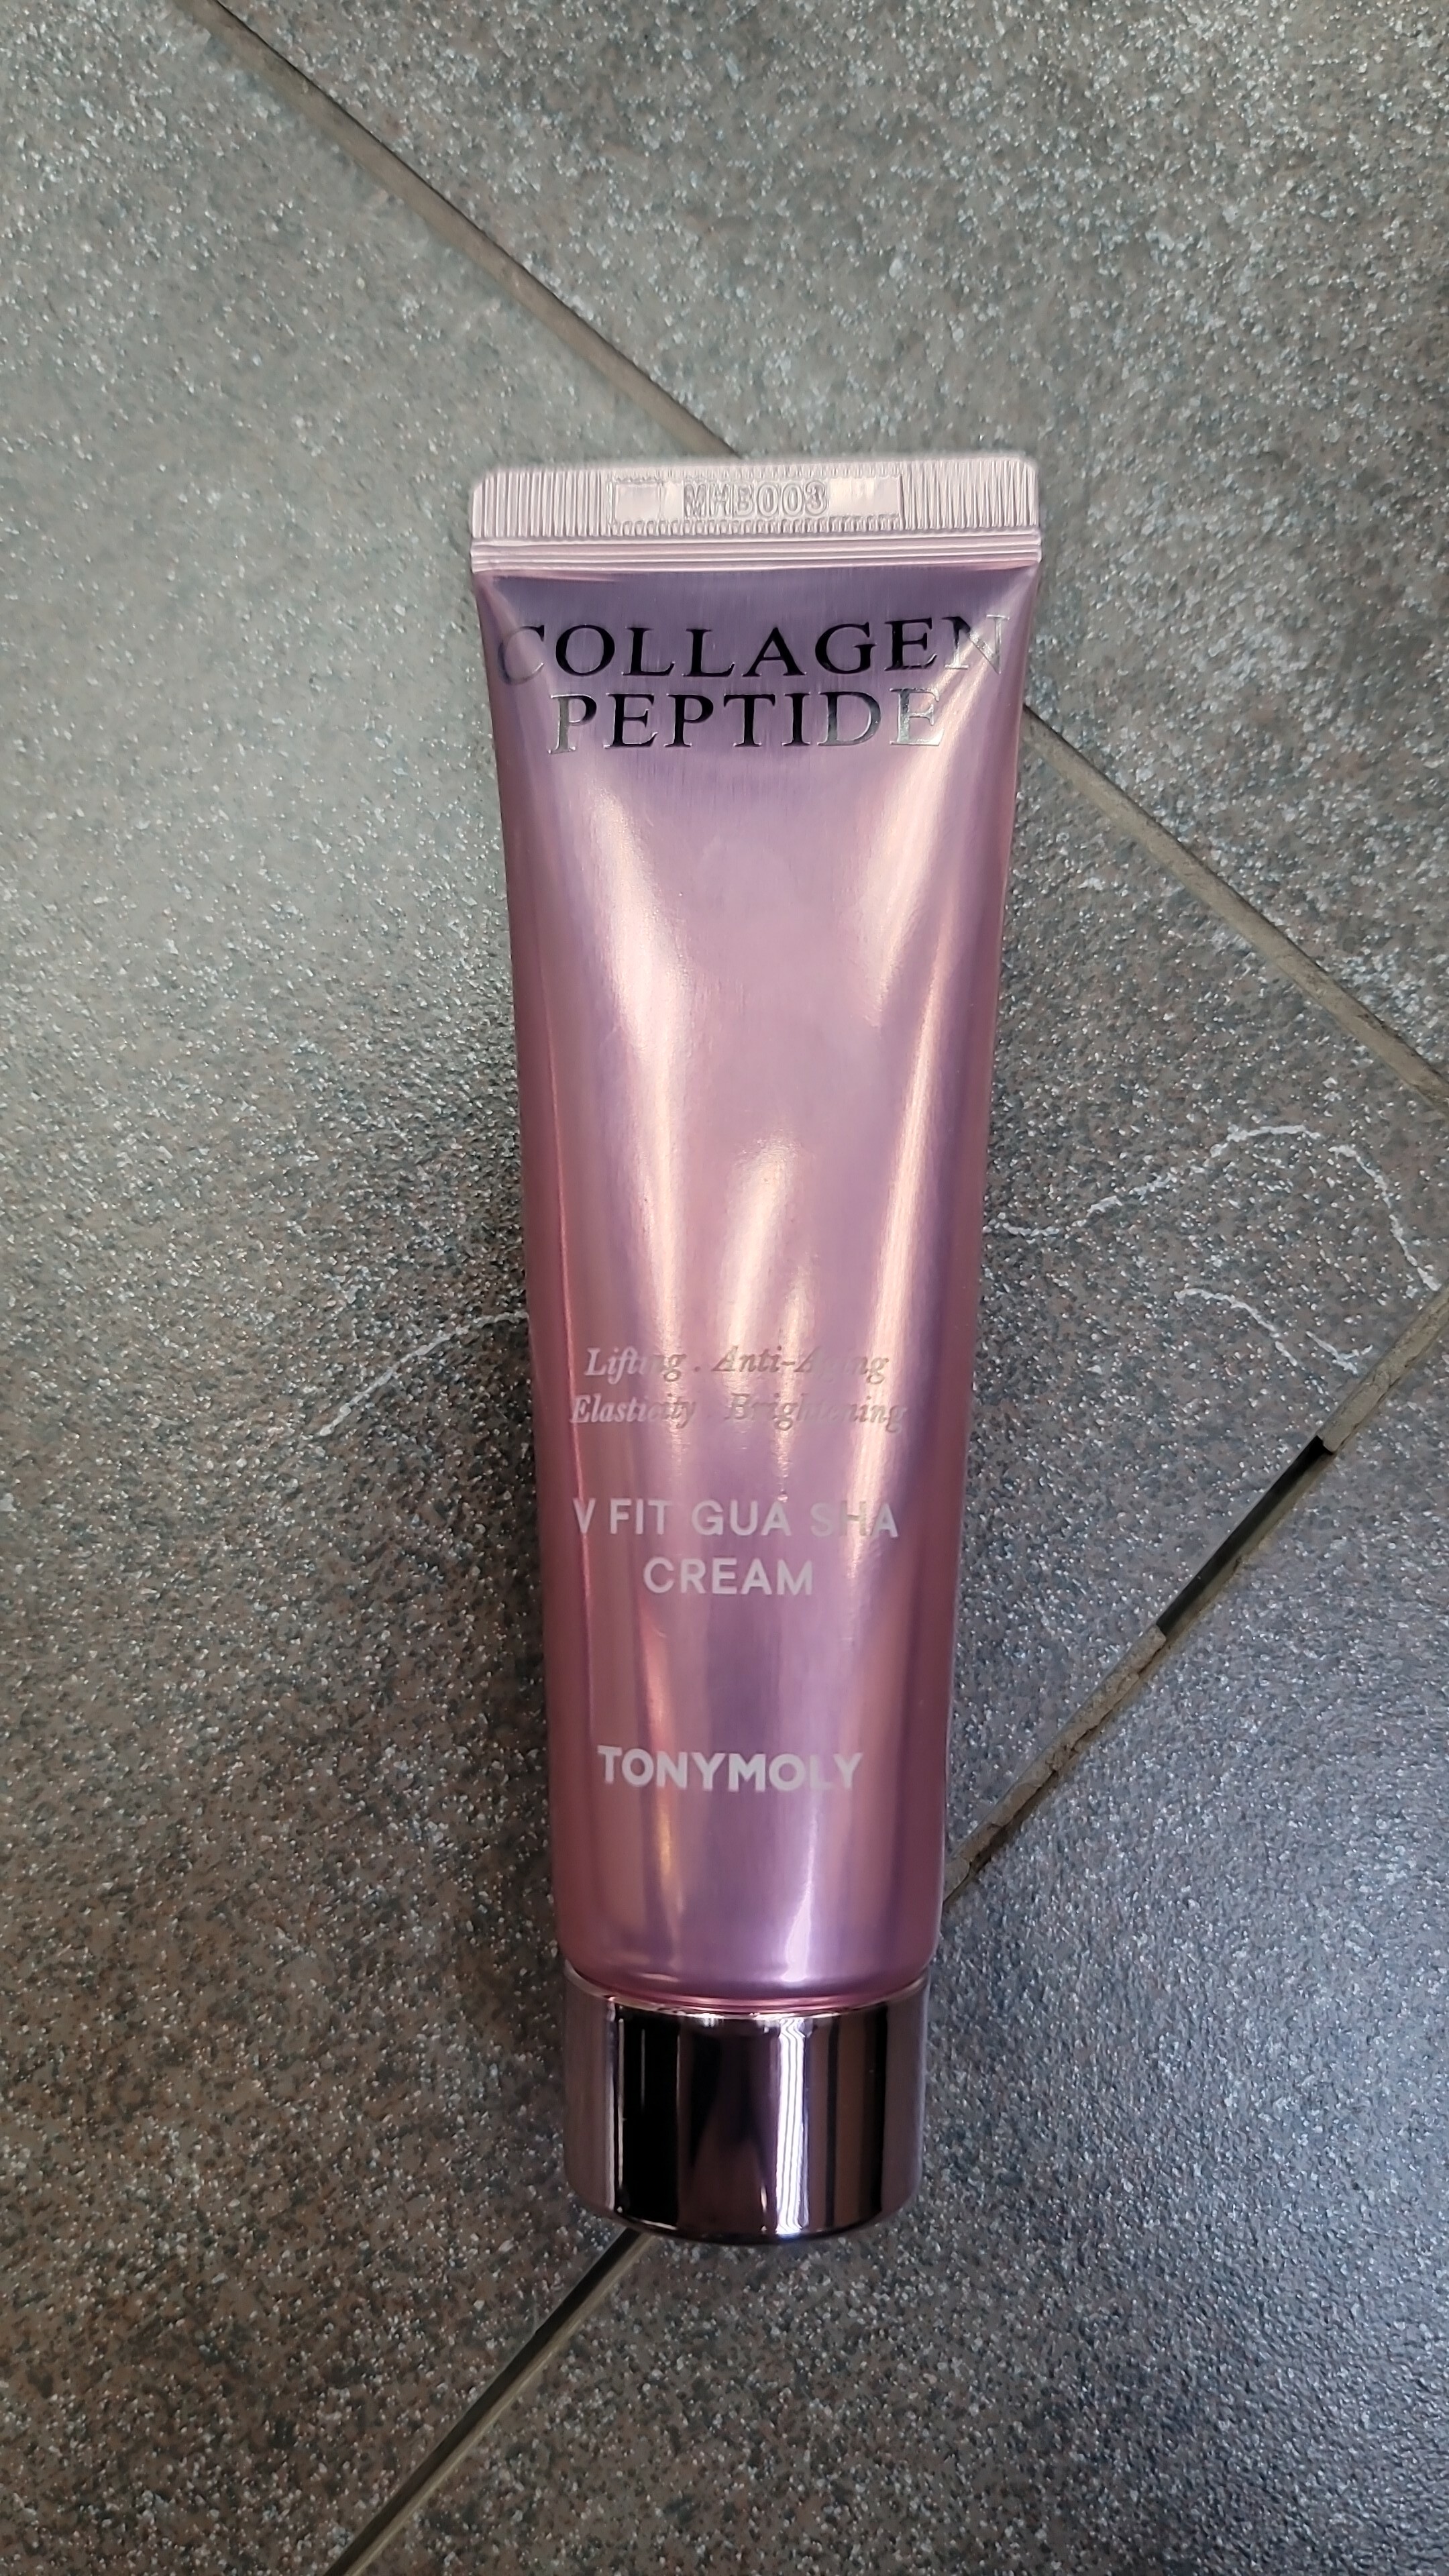 MHB003
COLLAGEN
PEPTIDE
Lifting . Anti-Aging
Elasticity . Brightening
V FIT GUA SHA
CREAM
TONYMOLY